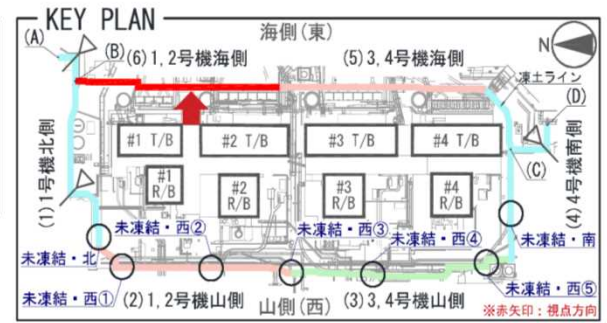 KEY PLAN
海側(東)
(A)
(B)
(6)1,2号機海側
(5)3,4号機海側
N
凍土ライン
(D)
#1 T/B
#2 T/B
#3 T/B
#4 T/B
(C)
(1)1号機北側
(4)4号機南側
#1
R/B
#2
R/B
#3
R/B
#4
R/B
未凍結・西②
未凍結・西③
未凍結・西④
未凍結・南
未凍結・北
未凍結・西①
(2)1,2号機山側
山側(西)
(3)3,4号機山側
未凍結・西⑤
※赤矢印:視点方向